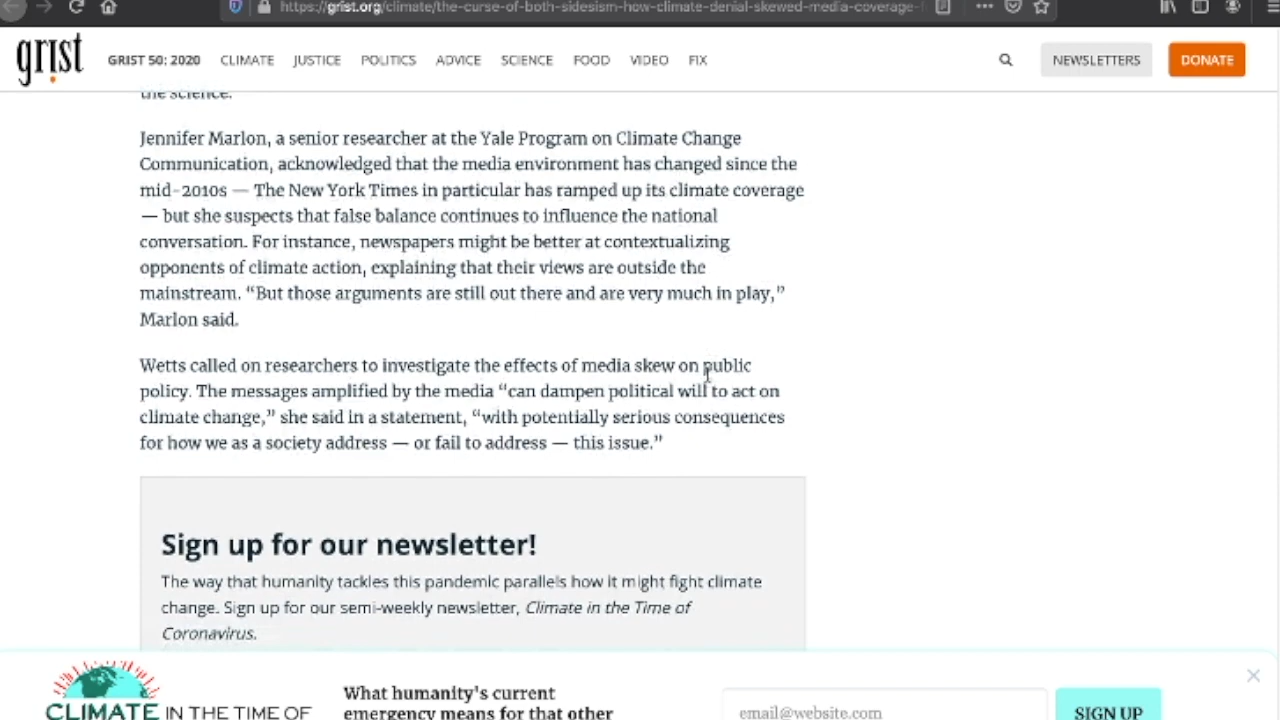 https://grist.org/climate/the-curse-of-both-sidesism-how-climate-denial-skewed-media-coverage-
grist
GRIST 50: 2020 CLIMATE JUSTICE POLITICS ADVICE SCIENCE FOOD VIDEO FIX NEWSLETTERS DONATE
the science.
Jennifer Marlon, a senior researcher at the Yale Program on Climate Change
Communication, acknowledged that the media environment has changed since the
mid-2010s — The New York Times in particular has ramped up its climate coverage
— but she suspects that false balance continues to influence the national
conversation. For instance, newspapers might be better at contextualizing
opponents of climate action, explaining that their views are outside the
mainstream. “But those arguments are still out there and are very much in play,”
Marlon said.
Wetts called on researchers to investigate the effects of media skew on public
policy. The messages amplified by the media “can dampen political will to act on
climate change,” she said in a statement, “with potentially serious consequences
for how we as a society address — or fail to address — this issue.”
Sign up for our newsletter!
The way that humanity tackles this pandemic parallels how it might fight climate
change. Sign up for our semi-weekly newsletter, Climate in the Time of
Coronavirus.
CLIMATE IN THE TIME OF
What humanity's current
emergency means for that other
email@website.com
SIGN UP